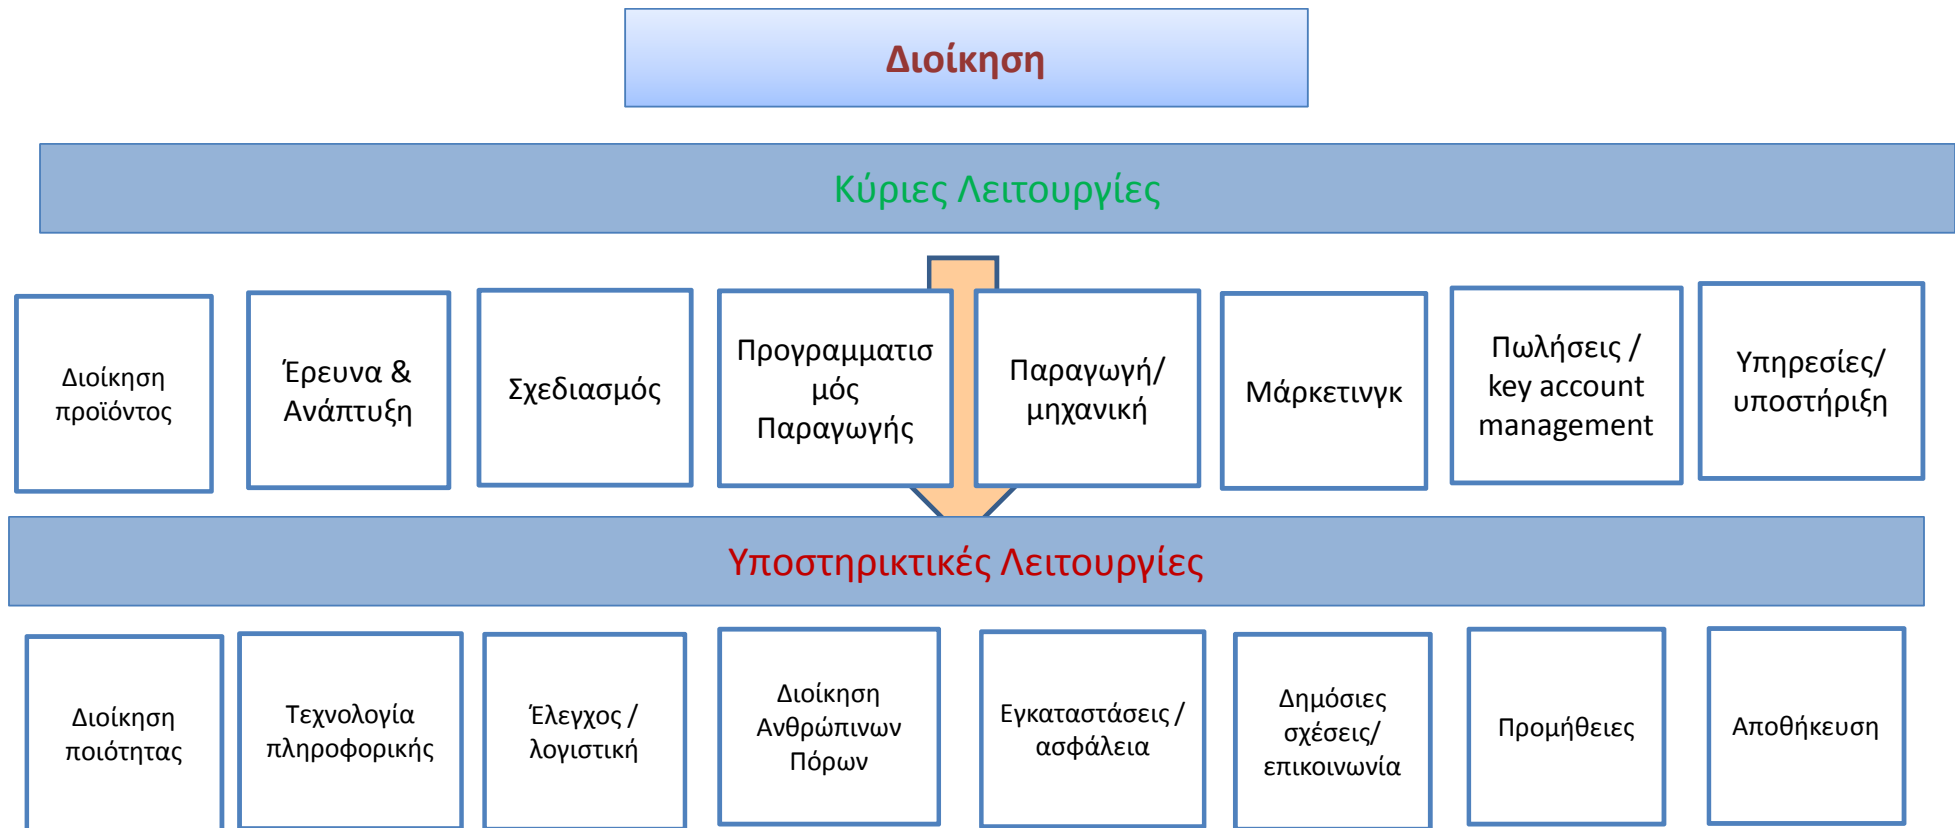 Διοίκηση
Κύριες Λειτουργίες
Διοίκηση
προϊόντος
Έρευνα &
Ανάπτυξη
Σχεδιασμός
Προγραμματισ
μός
Παραγωγής
Παραγωγή/
μηχανική
Μάρκετινγκ
Πωλήσεις /
key account
management
Υπηρεσίες/
υποστήριξη
Υποστηρικτικές Λειτουργίες
Διοίκηση
ποιότητας
Τεχνολογία
πληροφορικής
Έλεγχος /
λογιστική
Διοίκηση
Ανθρώπινων
Πόρων
Εγκαταστάσεις /
ασφάλεια
Δημόσιες
σχέσεις/
επικοινωνία
Προμήθειες
Αποθήκευση